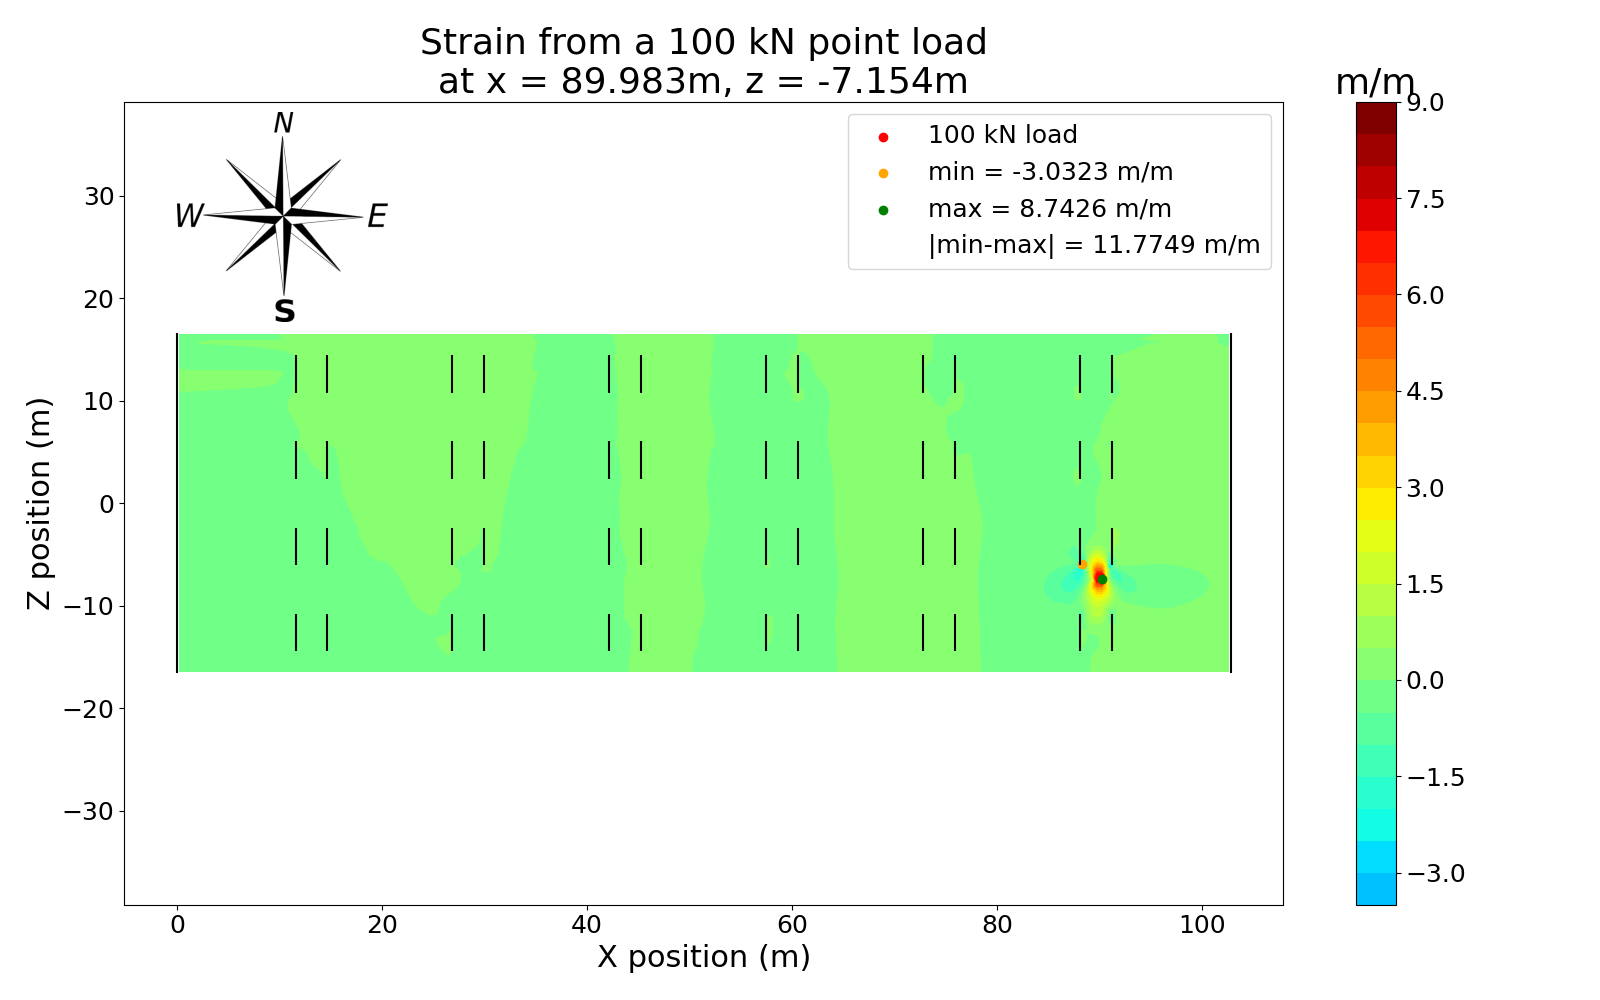 Strain from a 100 kN point load
at x = 89.983m, z = -7.154m
m/m
N
W
E
S
100 kN load
min = -3.0323 m/m
max = 8.7426 m/m
|min-max| = 11.7749 m/m
Z position (m)
30
20
10
0
−10
−20
−30
0
20
40
60
80
100
X position (m)
9.0
7.5
6.0
4.5
3.0
1.5
0.0
−1.5
−3.0